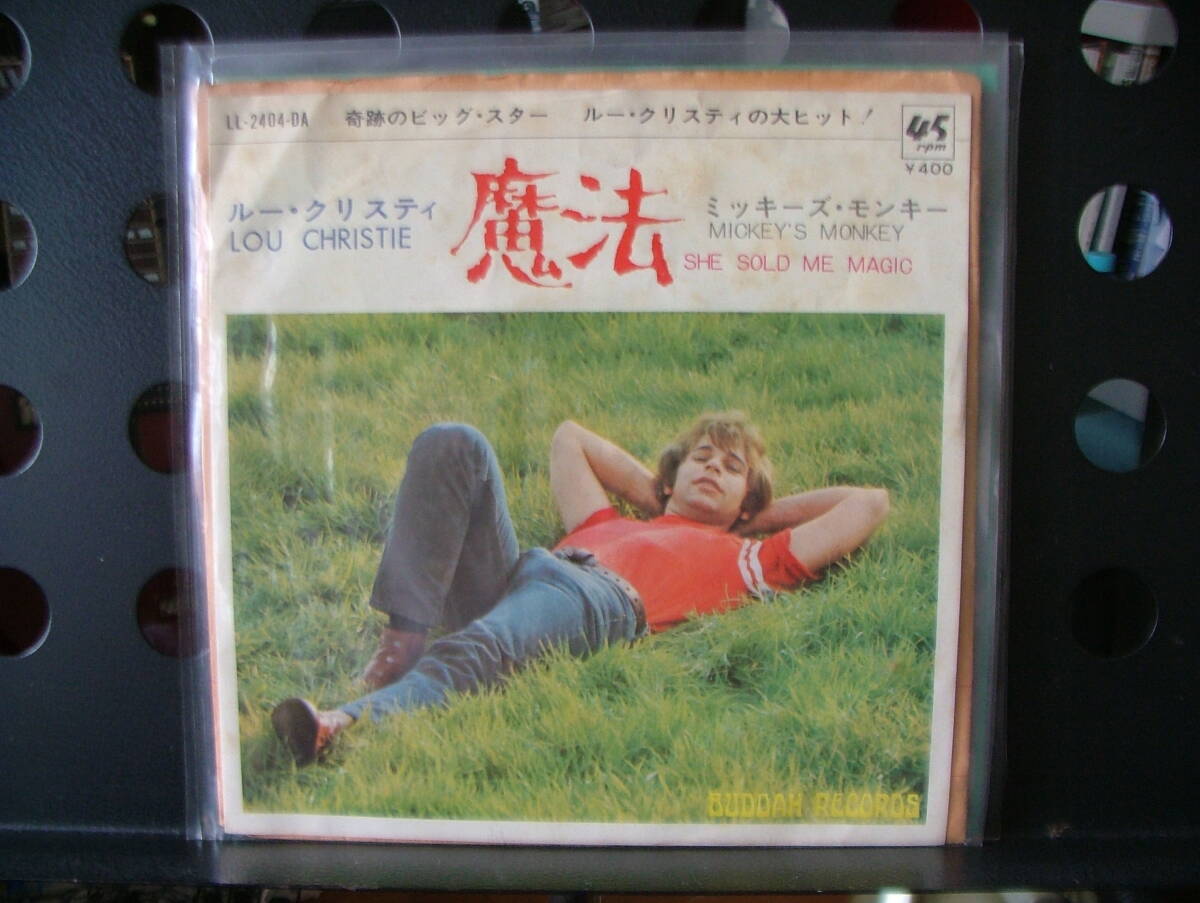 LL-2404-DA 奇跡のビッグ・スター ルー・クリスティの大ヒット!
45
rpm
¥400
ルー・クリスティ
LOU CHRISTIE
魔法
ミッキーズ・モンキー
MICKEY'S MONKEY
SHE SOLD ME MAGIC
BUDDAH RECORDS